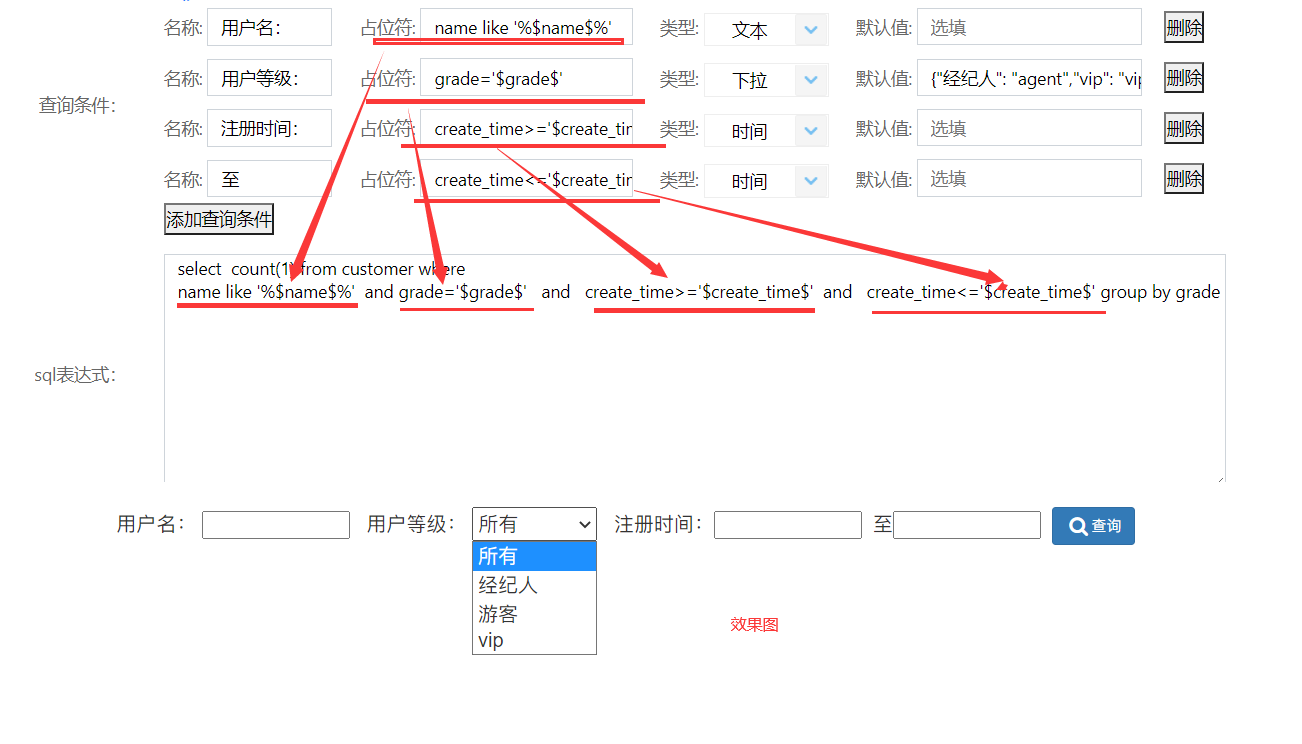 名称: 用户名: 占位符: name like '%$name$%' 类型: 文本 默认值: 选填 删除
名称: 用户等级: 占位符: grade='$grade$' 类型: 下拉 默认值: {"经纪人": "agent","vip": "vip 删除
查询条件:
名称: 注册时间: 占位符: create_time>='$create_tin 类型: 时间 默认值: 选填 删除
名称: 至 占位符: create_time<='$create_tin 类型: 时间 默认值: 选填 删除
添加查询条件
select count(1) from customer where
name like '%$name$%' and grade='$grade$' and create_time>='$create_time$' and create_time<='$create_time$' group by grade
sql表达式:
用户名: 用户等级: 所有 注册时间: 至 查询
所有
经纪人
游客
vip
效果图